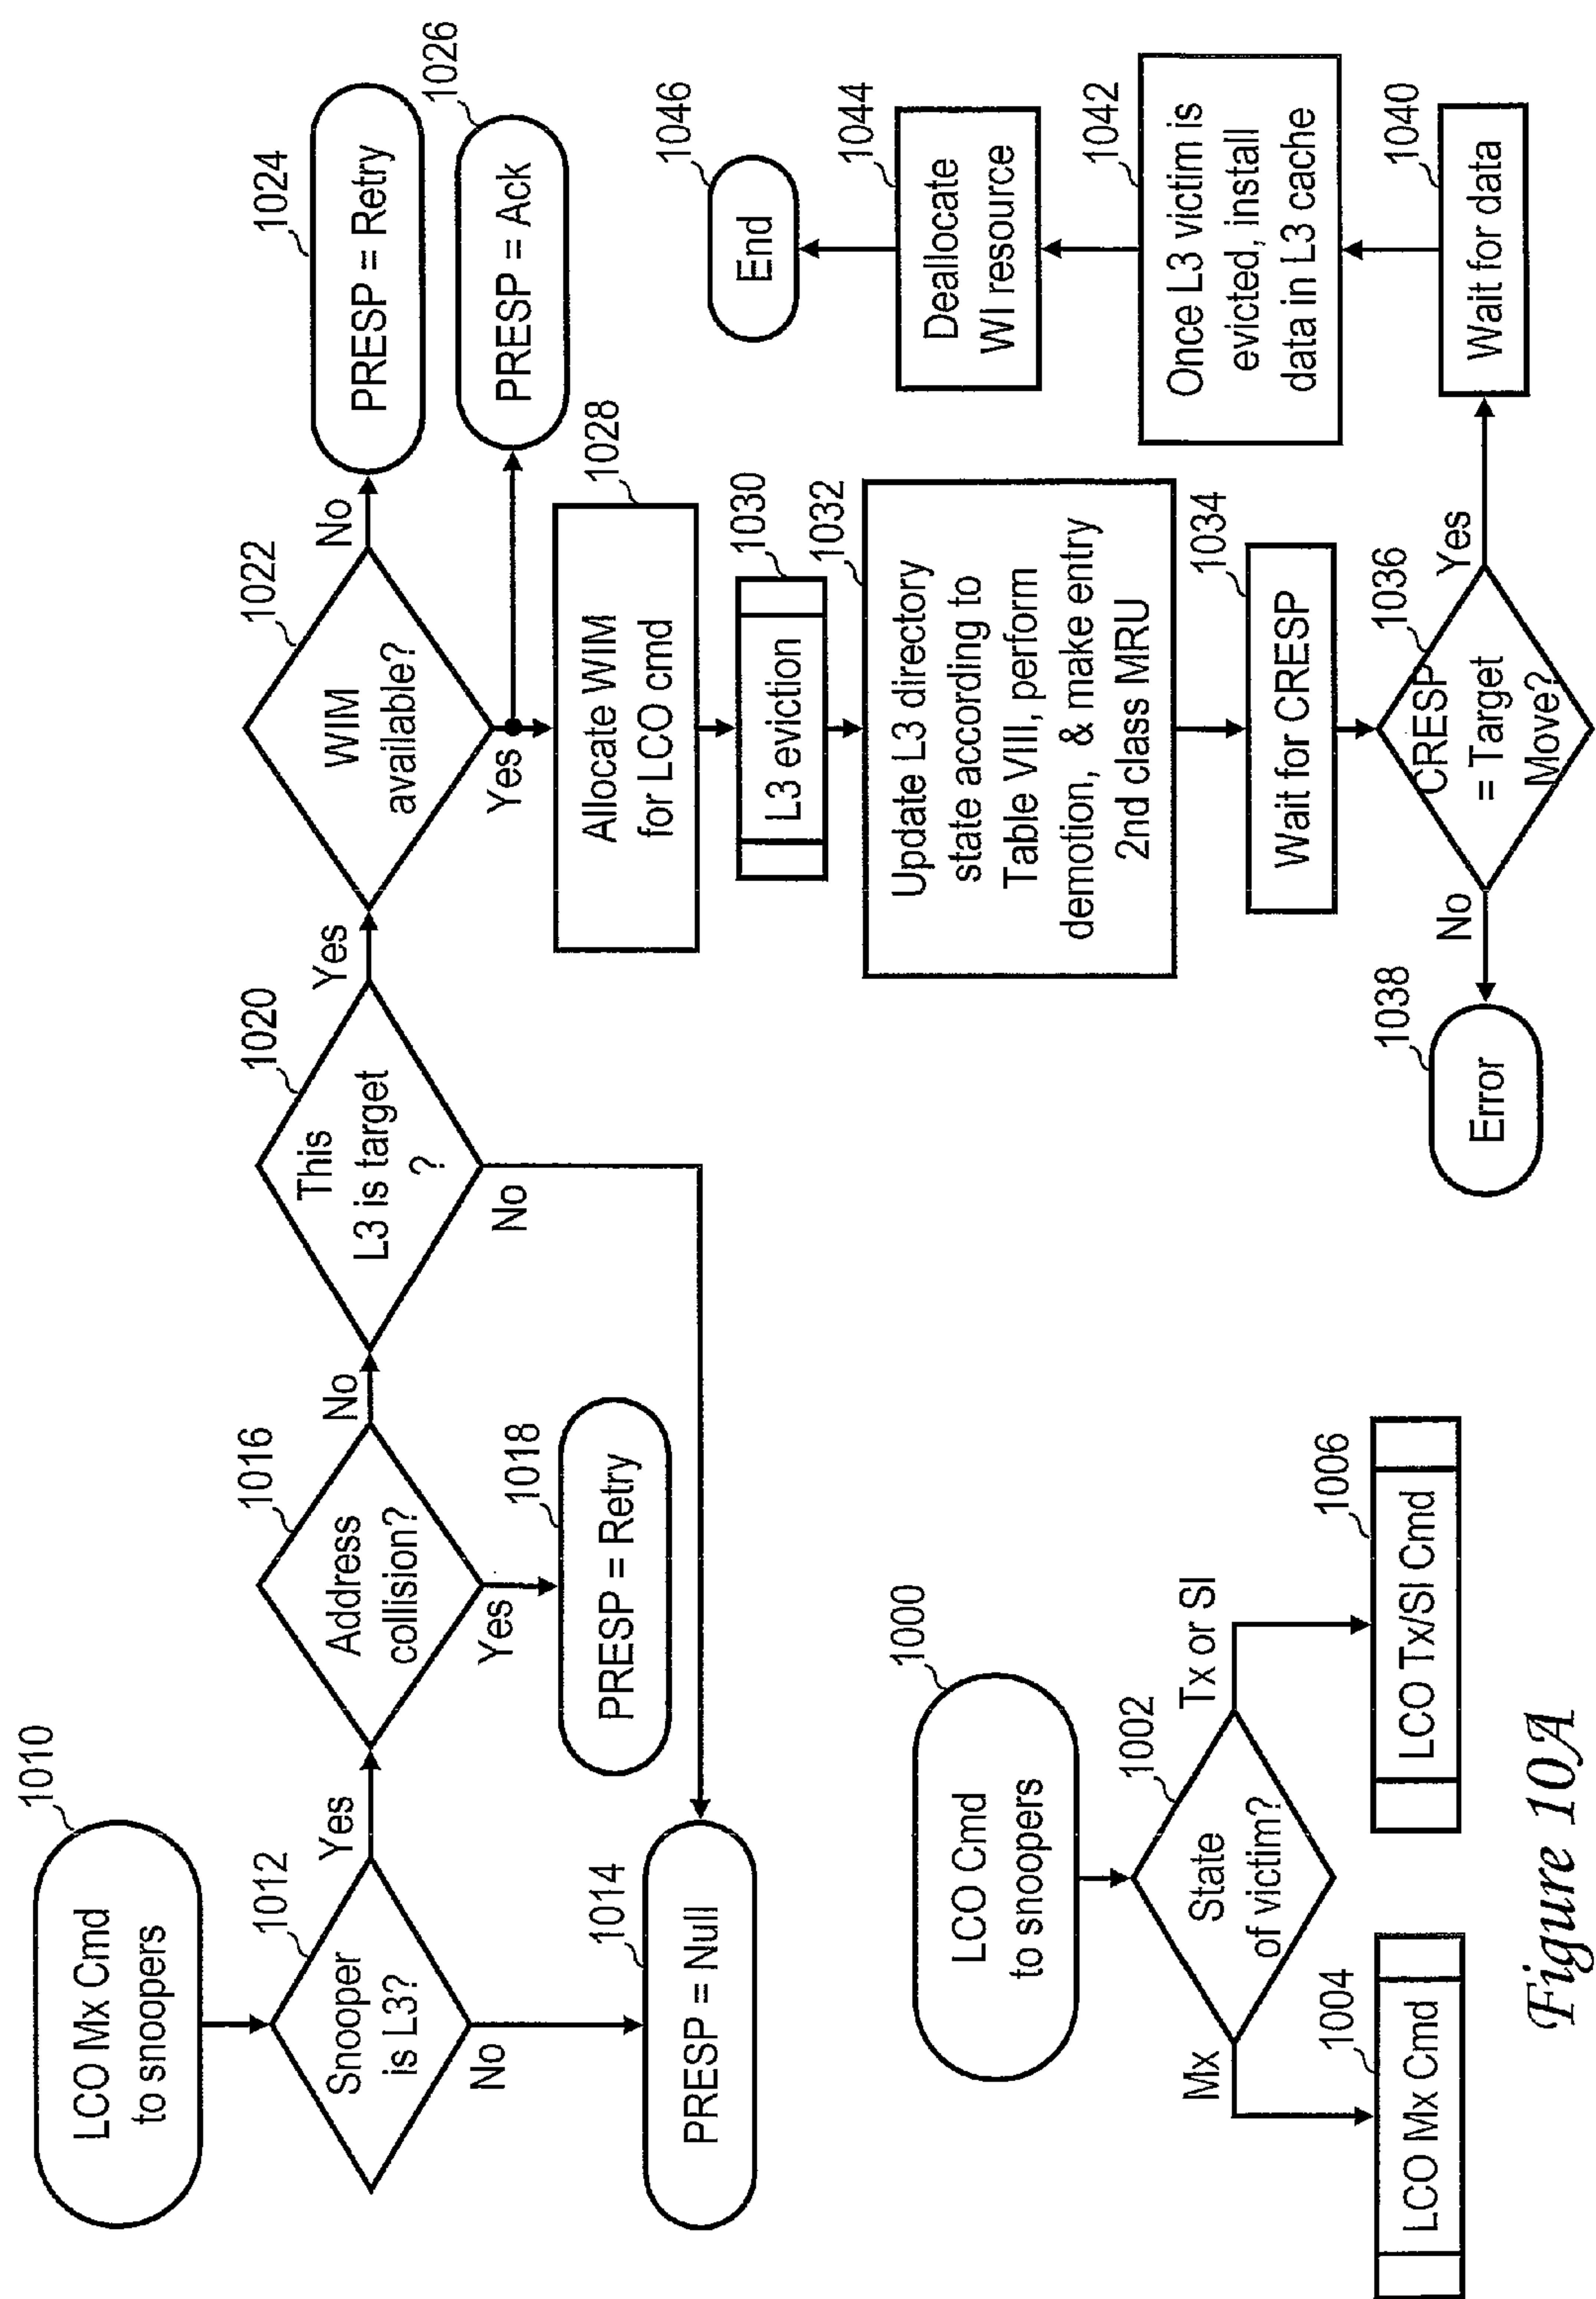 1010
LCO Mx Cmd
to snoopers
1012
Snooper
is L3?
Yes
No
1014
PRESP = Null
1016
Address
collision?
No
Yes
1018
PRESP = Retry
1020
This
L3 is target
?
Yes
No
1022
WIM
available?
No
Yes
1024
PRESP = Retry
1026
PRESP = Ack
1028
Allocate WIM
for LCO cmd
1030
L3 eviction
1032
Update L3 directory
state according to
Table VIII, perform
demotion, & make entry
2nd class MRU
1034
Wait for CRESP
1036
CRESP
= Target
Move?
No
Yes
1038
Error
1040
Wait for data
1042
Once L3 victim is
evicted, install
data in L3 cache
1044
Deallocate
WI resource
1046
End
1000
LCO Cmd
to snoopers
1002
State
of victim?
Mx
Tx or SI
1004
LCO Mx Cmd
1006
LCO Tx/SI Cmd
Figure 10A